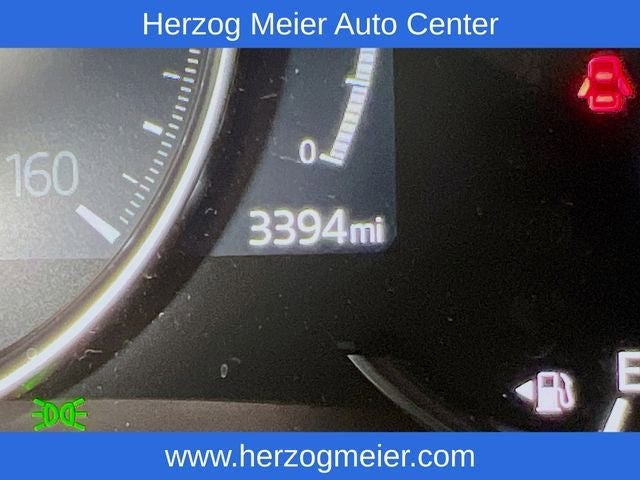 Herzog Meier Auto Center
0
160
3394mi
E
www.herzogmeier.com